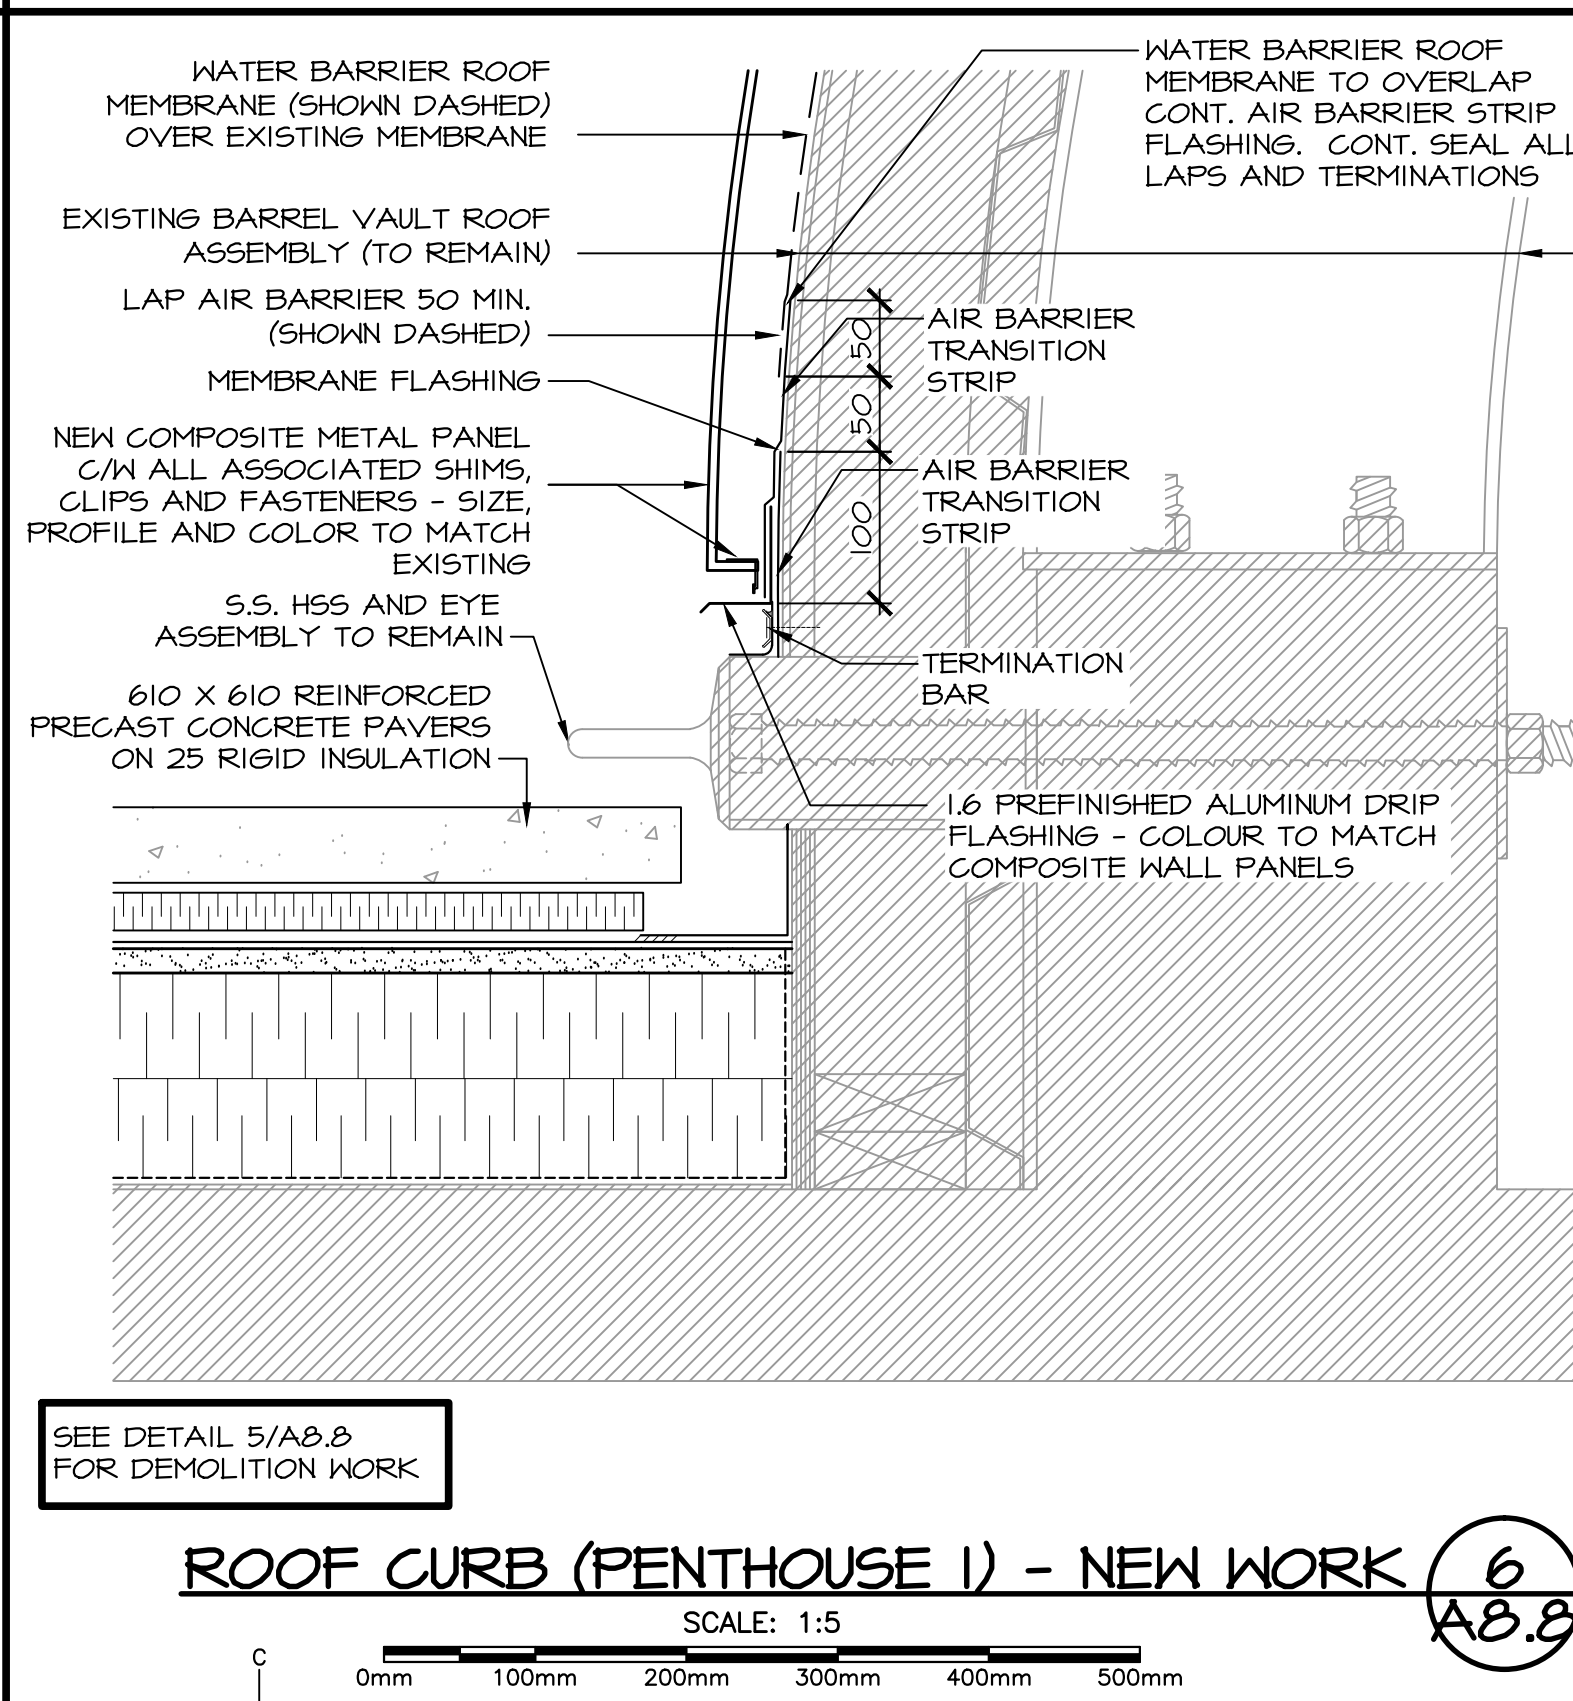 WATER BARRIER ROOF
MEMBRANE (SHOWN DASHED)
OVER EXISTING MEMBRANE
EXISTING BARREL VAULT ROOF
ASSEMBLY (TO REMAIN)
LAP AIR BARRIER 50 MIN.
(SHOWN DASHED)
MEMBRANE FLASHING
NEW COMPOSITE METAL PANEL
C/W ALL ASSOCIATED SHIMS,
CLIPS AND FASTENERS - SIZE,
PROFILE AND COLOR TO MATCH
EXISTING
S.S. HSS AND EYE
ASSEMBLY TO REMAIN
610 X 610 REINFORCED
PRECAST CONCRETE PAVERS
ON 25 RIGID INSULATION
WATER BARRIER ROOF
MEMBRANE TO OVERLAP
CONT. AIR BARRIER STRIP
FLASHING. CONT. SEAL ALL
LAPS AND TERMINATIONS
50
50
100
AIR BARRIER
TRANSITION
STRIP
AIR BARRIER
TRANSITION
STRIP
TERMINATION
BAR
1.6 PREFINISHED ALUMINUM DRIP
FLASHING - COLOUR TO MATCH
COMPOSITE WALL PANELS
SEE DETAIL 5/A8.8
FOR DEMOLITION WORK
ROOF CURB (PENTHOUSE 1) - NEW WORK
6
A8.8
SCALE: 1:5
C
0mm 100mm 200mm 300mm 400mm 500mm